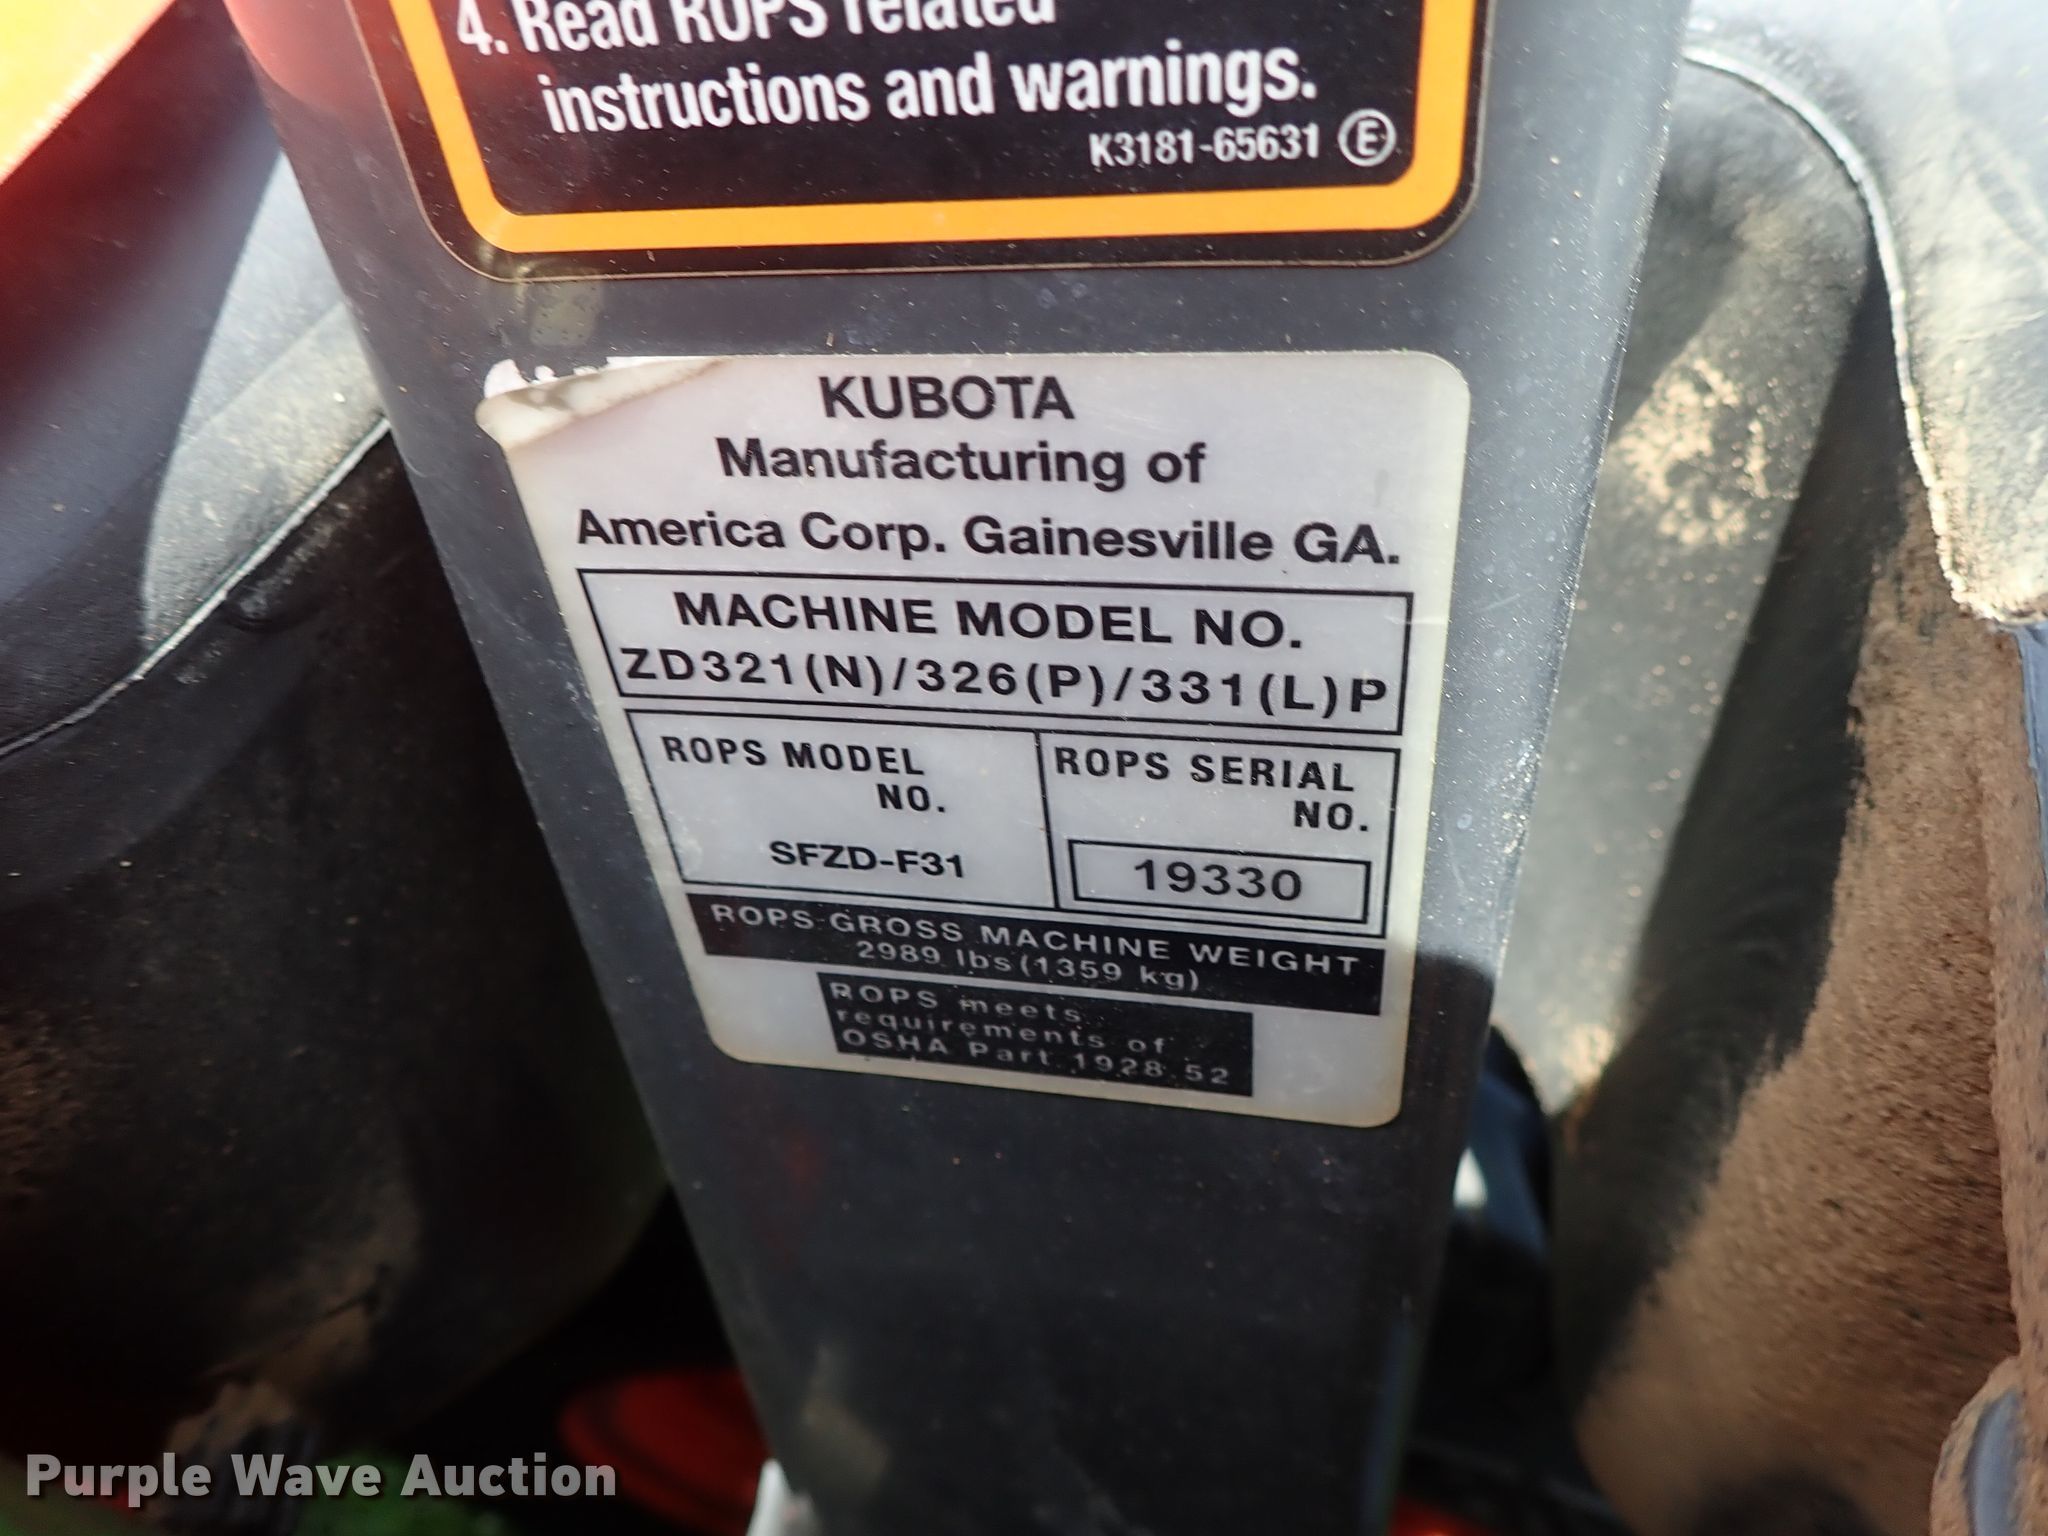 4. Read ROPS related
instructions and warnings.
K3181-65631 E
KUBOTA
Manufacturing of
America Corp. Gainesville GA.
MACHINE MODEL NO.
ZD321(N)/326(P)/331(L)P
ROPS MODEL
NO.
SFZD-F31
ROPS SERIAL
NO.
19330
ROPS GROSS MACHINE WEIGHT
2989 lbs (1359 kg)
ROPS meets
requirements of
OSHA Part 1928.52
Purple Wave Auction